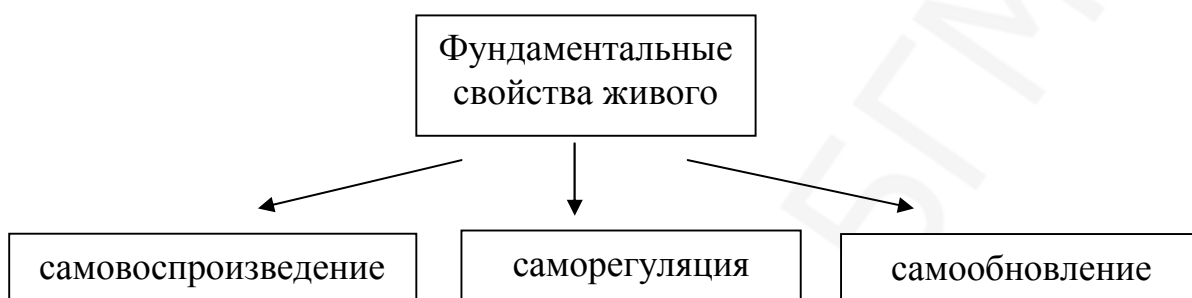 Фундаментальные
свойства живого
самовоспроизведение
саморегуляция
самообновление